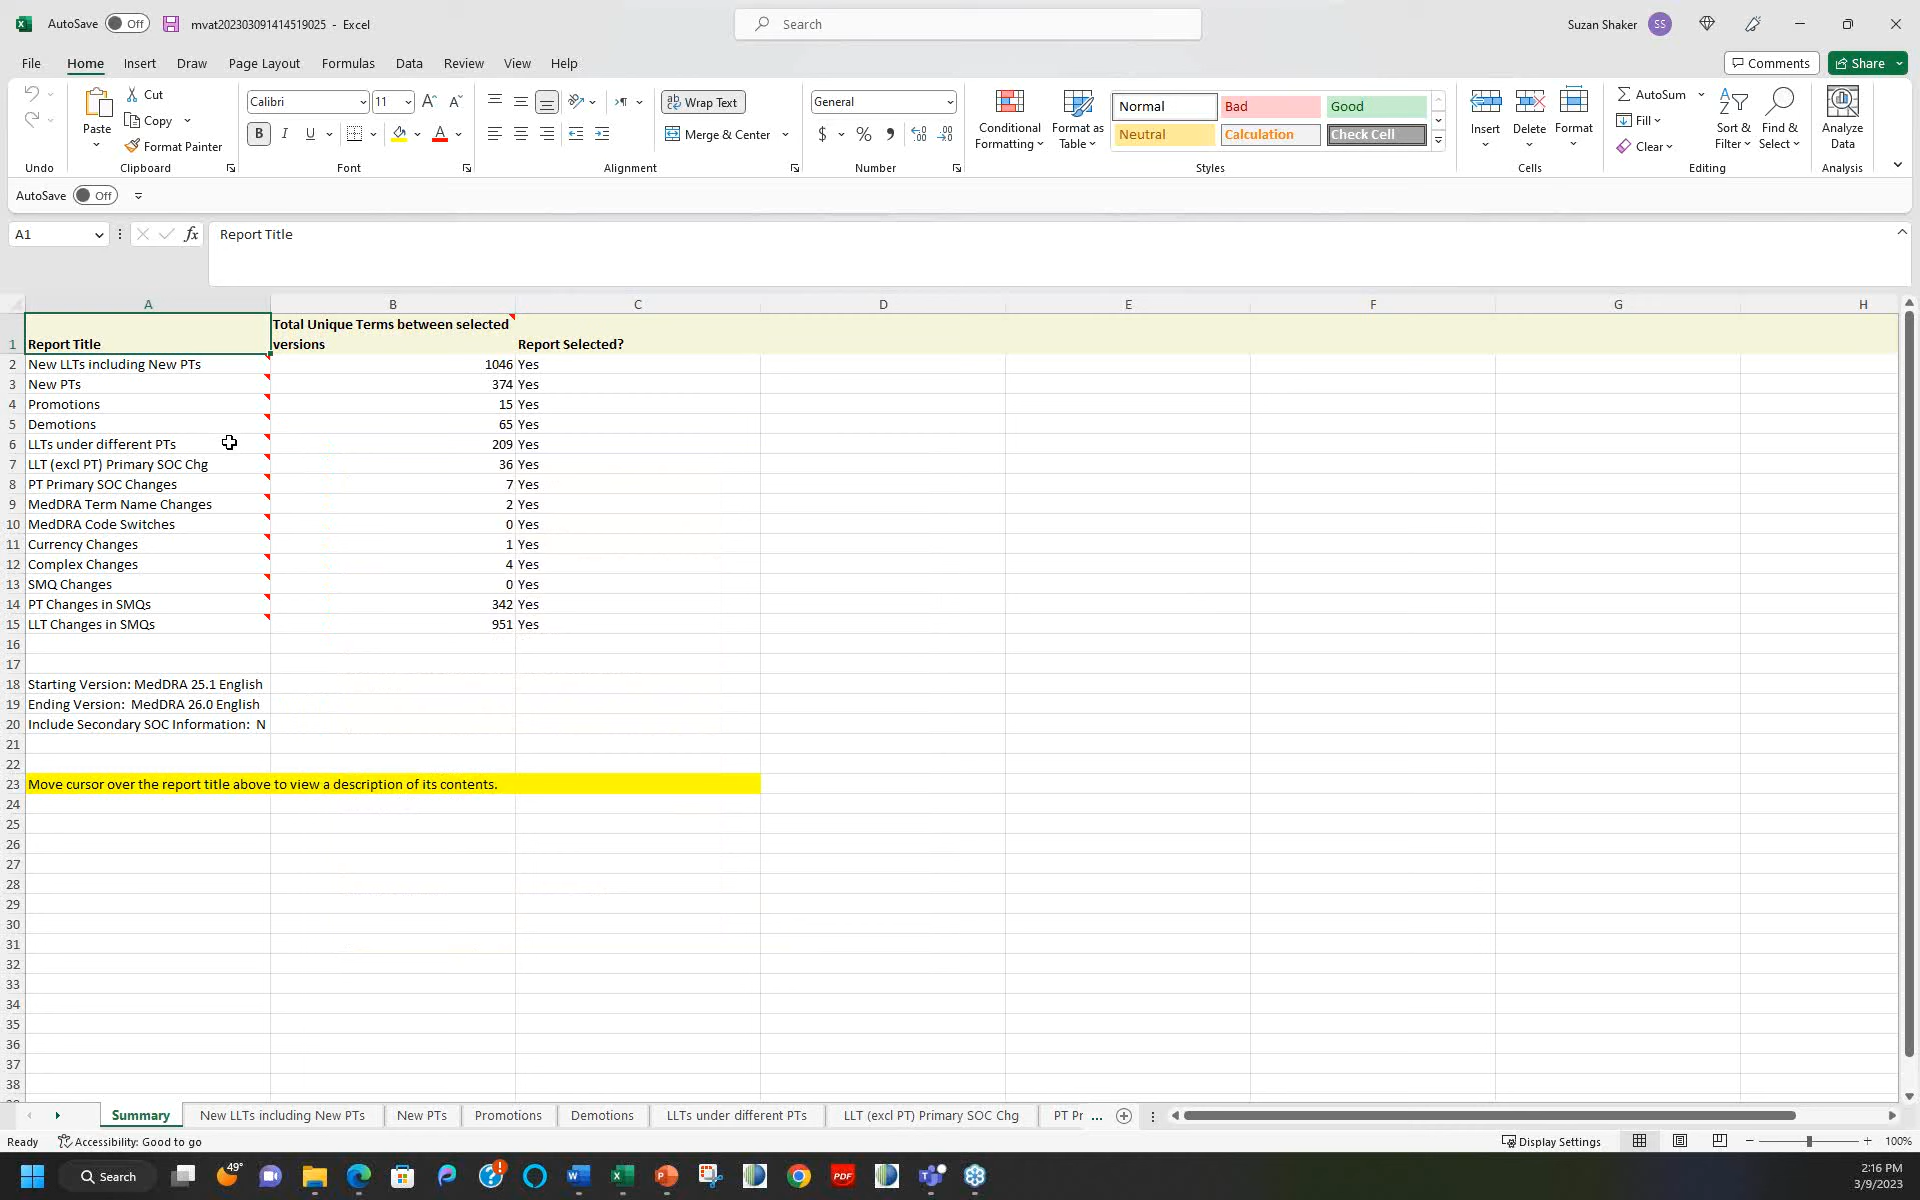 AutoSave Off mvat202303091414519025 - Excel Search Suzan Shaker SS
File Home Insert Draw Page Layout Formulas Data Review View Help Comments Share
Cut Calibri 11 Wrap Text General Normal Bad Good AutoSum
Copy
Paste Format Painter B I U Merge & Center $ % Conditional Formatting Format as Table Neutral Calculation Check Cell Insert Delete Format Fill Clear Sort & Filter Find & Select Analyze Data
Undo Clipboard Font Alignment Number Styles Cells Editing Analysis
AutoSave Off
A1 fx Report Title
A B C D E F G H
1 Report Title Total Unique Terms between selected versions Report Selected?
2 New LLTs including New PTs 1046 Yes
3 New PTs 374 Yes
4 Promotions 15 Yes
5 Demotions 65 Yes
6 LLTs under different PTs 209 Yes
7 LLT (excl PT) Primary SOC Chg 36 Yes
8 PT Primary SOC Changes 7 Yes
9 MedDRA Term Name Changes 2 Yes
10 MedDRA Code Switches 0 Yes
11 Currency Changes 1 Yes
12 Complex Changes 4 Yes
13 SMQ Changes 0 Yes
14 PT Changes in SMQs 342 Yes
15 LLT Changes in SMQs 951 Yes
16
17
18 Starting Version: MedDRA 25.1 English
19 Ending Version: MedDRA 26.0 English
20 Include Secondary SOC Information: N
21
22
23 Move cursor over the report title above to view a description of its contents.
24
25
26
27
28
29
30
31
32
33
34
35
36
37
38
Summary New LLTs including New PTs New PTs Promotions Demotions LLTs under different PTs LLT (excl PT) Primary SOC Chg PT Pr ...
Ready Accessibility: Good to go Display Settings 100%
Search 49° PDF 2:16 PM
3/9/2023